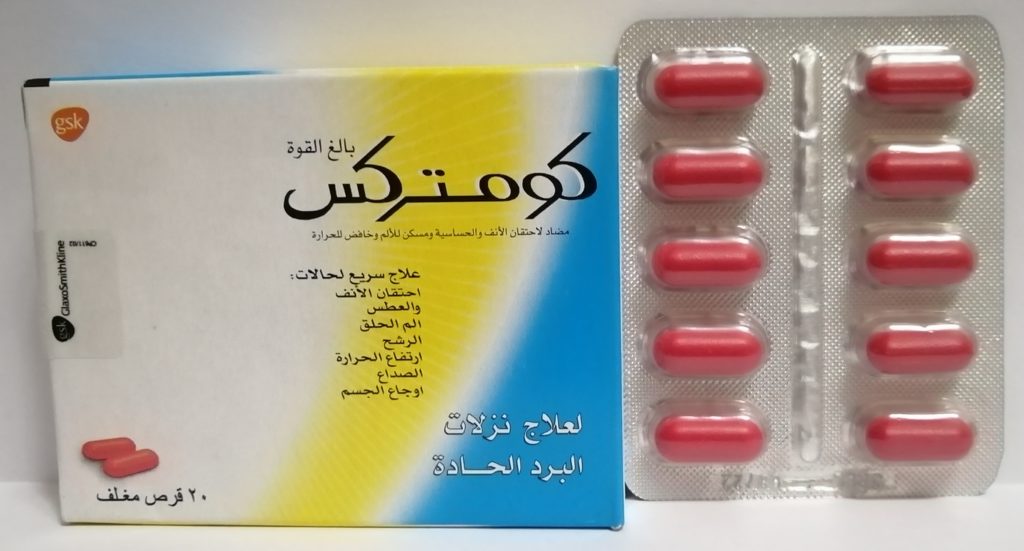 gsk
بالغ القوة
كومتركس
مضاد لاحتقان الأنف والحساسية ومسكن للألم وخافض للحرارة
علاج سريع لحالات:
احتقان الأنف
والعطس
الم الحلق
الرشح
ارتفاع الحرارة
الصداع
اوجاع الجسم
لعلاج نزلات
البرد الحادة
٢٠ قرص مغلف
gsk GlaxoSmithKline